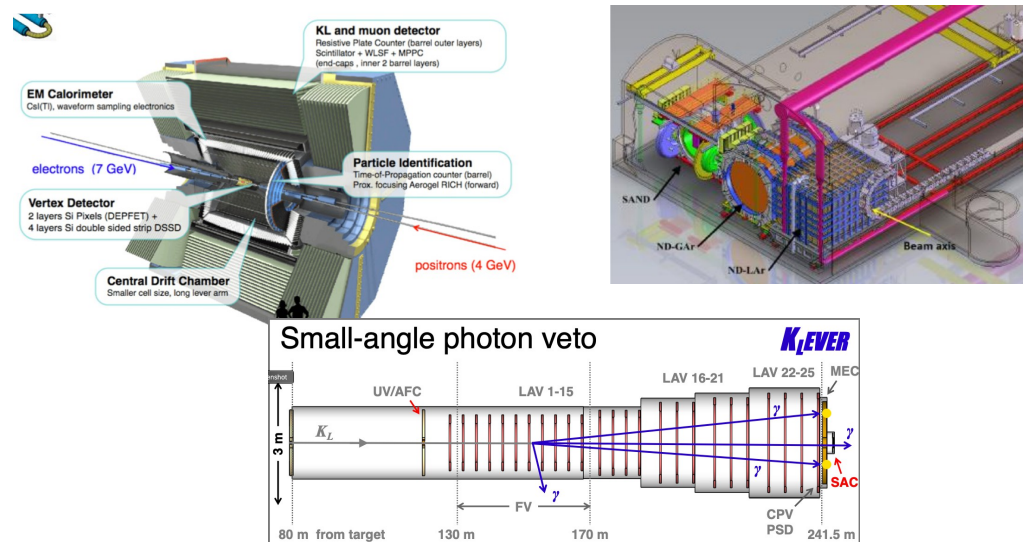 KL and muon detector
Resistive Plate Counter (barrel outer layers)
Scintillator + WLSF + MPPC
(end-caps , inner 2 barrel layers)
EM Calorimeter
CsI(Tl), waveform sampling electronics
electrons (7 GeV)
Particle Identification
Time-of-Propagation counter (barrel)
Prox. focusing Aerogel RICH (forward)
Vertex Detector
2 layers Si Pixels (DEPFET) +
4 layers Si double sided strip DSSD
positrons (4 GeV)
Central Drift Chamber
Smaller cell size, long lever arm
SAND
ND-GAr
ND-LAr
Beam axis
Small-angle photon veto
KLEVER
enshot
UV/AFC
LAV 1-15
LAV 16-21
LAV 22-25
MEC
3 m
KL
γ
γ
γ
γ
SAC
FV
CPV
PSD
80 m from target
130 m
170 m
241.5 m